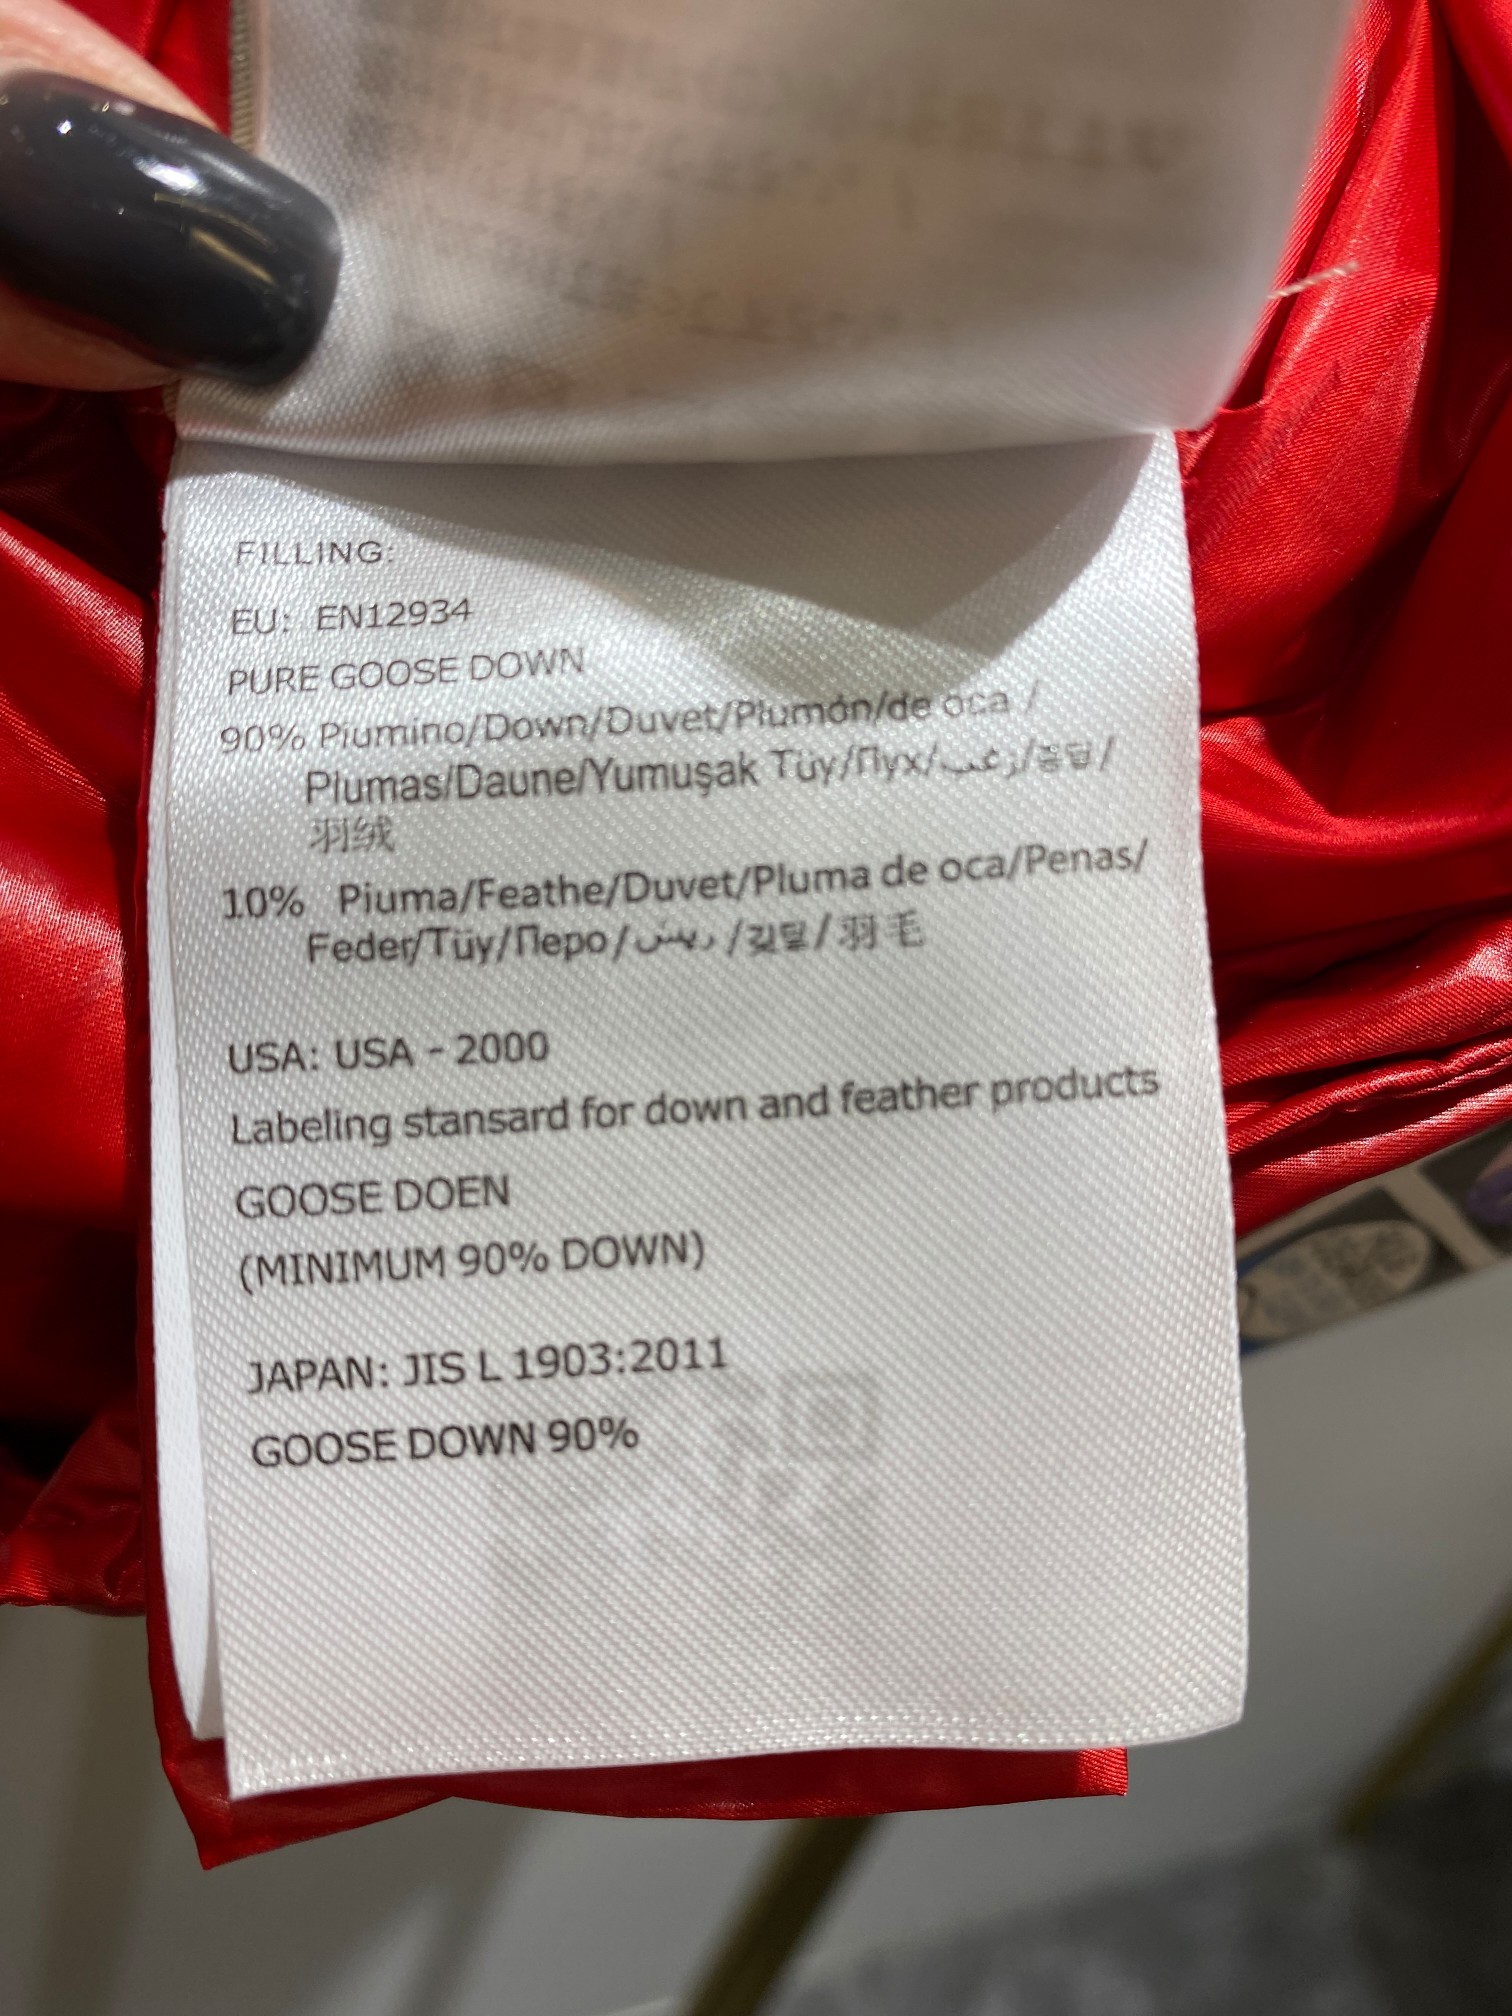 FILLING:
EU: EN12934
PURE GOOSE DOWN
90% Piumino/Down/Duvet/Plumón/de oca /
Plumas/Daune/Yumuşak Tüy/Пух/زغب/
羽绒
10% Piuma/Feathe/Duvet/Pluma de oca/Penas/
Feder/Tüy/Перо/ريش/깃털/羽毛
USA: USA - 2000
Labeling stansard for down and feather products
GOOSE DOEN
(MINIMUM 90% DOWN)
JAPAN: JIS L 1903:2011
GOOSE DOWN 90%